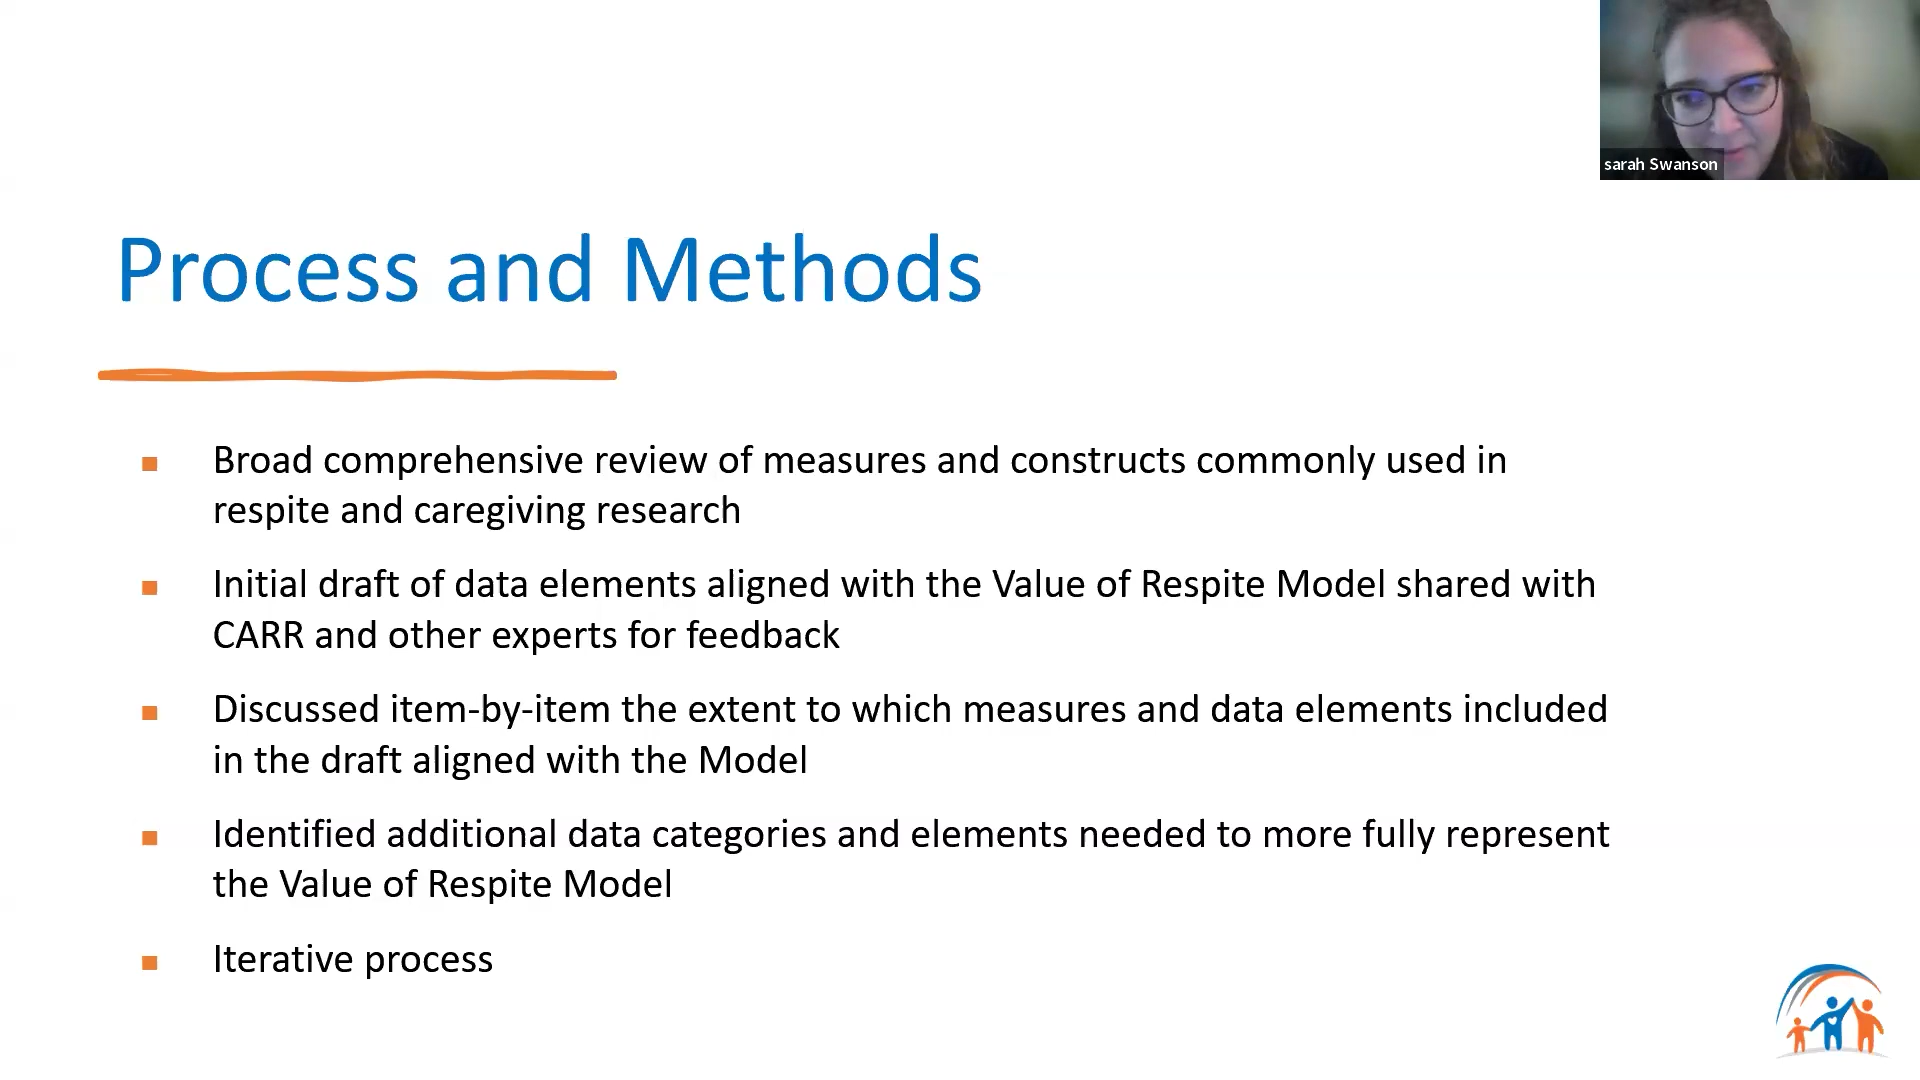 sarah Swanson
Process and Methods
Broad comprehensive review of measures and constructs commonly used in
respite and caregiving research
Initial draft of data elements aligned with the Value of Respite Model shared with
CARR and other experts for feedback
Discussed item-by-item the extent to which measures and data elements included
in the draft aligned with the Model
Identified additional data categories and elements needed to more fully represent
the Value of Respite Model
Iterative process